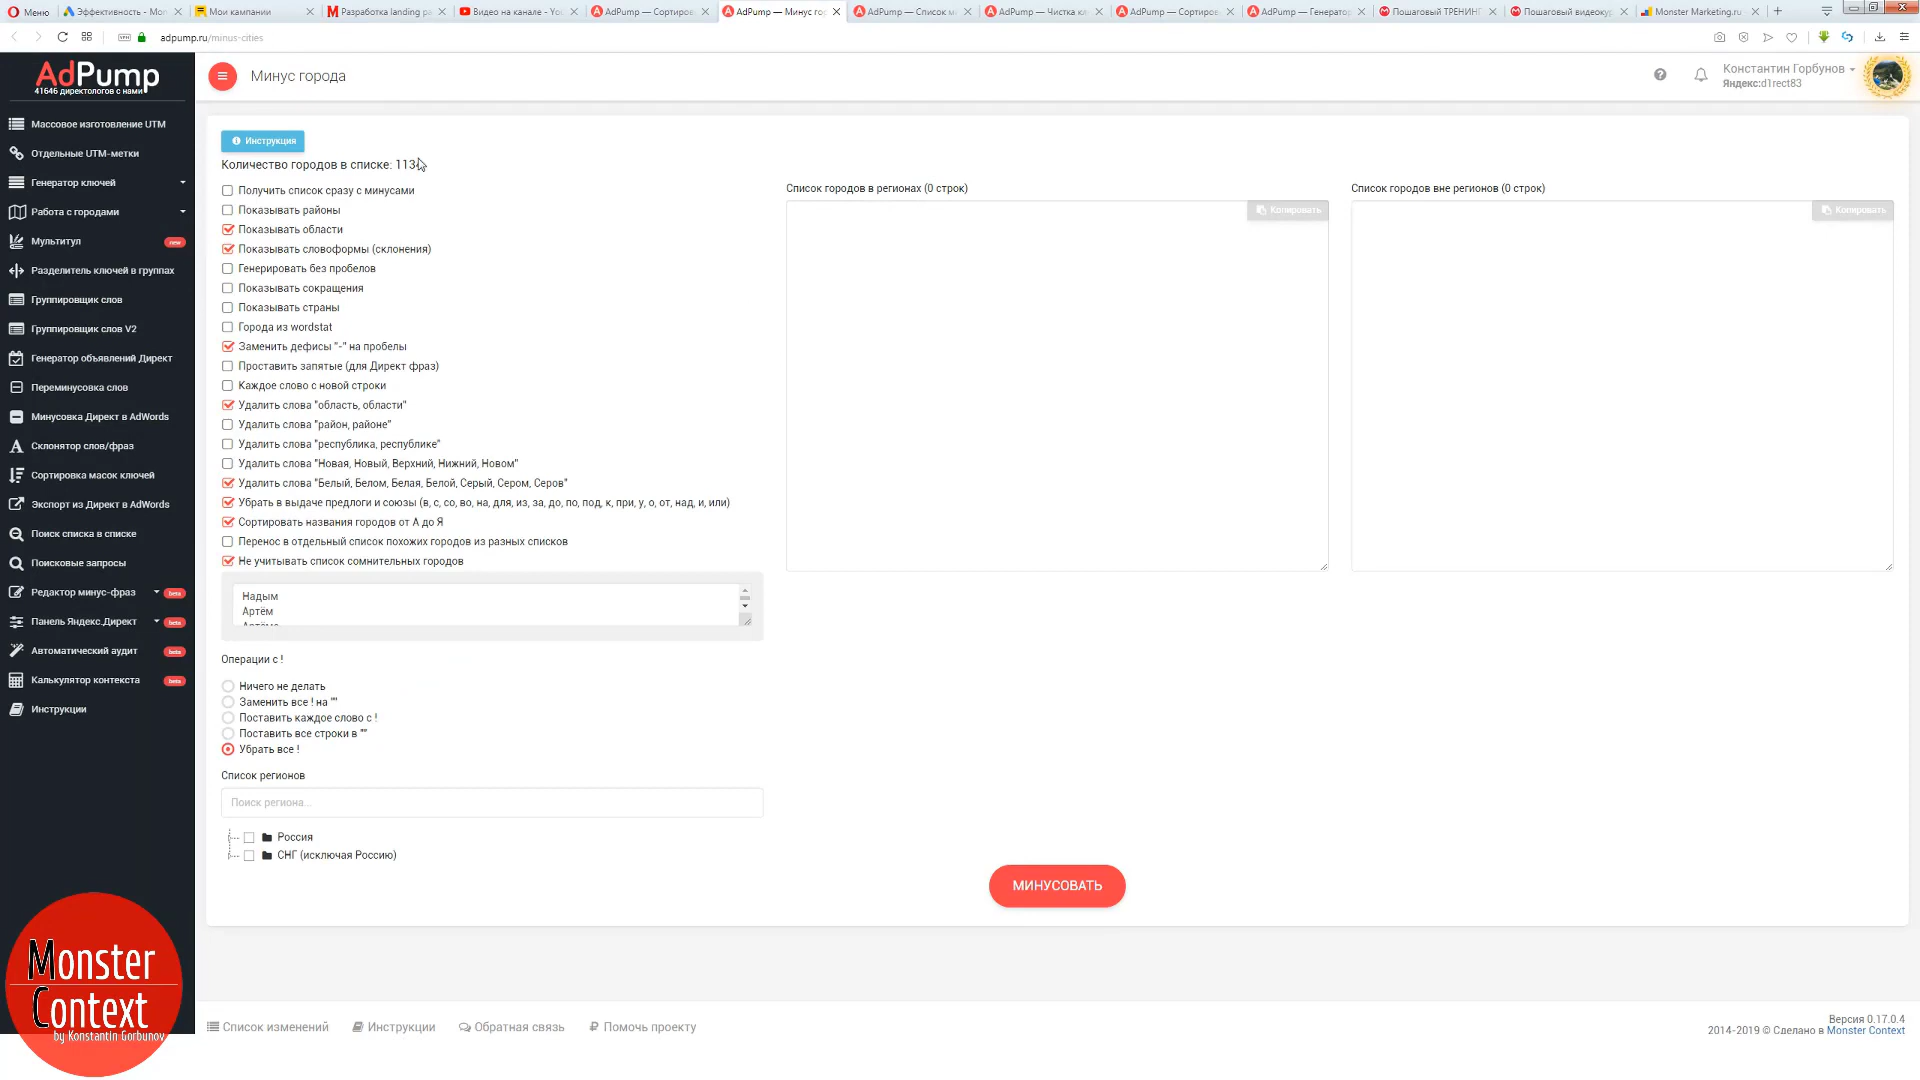 Меню
Эффективность - Mon
Мои кампании
Разработка landing pa
Видео на канале - You
AdPump — Сортиров
AdPump — Минус го
AdPump — Список м
AdPump — Чистка кл
AdPump — Сортиров
AdPump — Генератор
Пошаговый ТРЕНИНГ
Пошаговый видеокур
Monster Marketing.ru -
VPN
adpump.ru/minus-cities
AdPump
41646 директологов с нами
Минус города
Константин Горбунов
Яндекс:d1rect83
Массовое изготовление UTM
Отдельные UTM-метки
Генератор ключей
Работа с городами
Мультитул new
Разделитель ключей в группах
Группировщик слов
Группировщик слов V2
Генератор объявлений Директ
Переминусовка слов
Минусовка Директ в AdWords
Склонятор слов/фраз
Сортировка масок ключей
Экспорт из Директ в AdWords
Поиск списка в списке
Поисковые запросы
Редактор минус-фраз beta
Панель Яндекс.Директ beta
Автоматический аудит beta
Калькулятор контекста beta
Инструкции
Инструкция
Количество городов в списке:
Получить список сразу с минусами
Показывать районы
Показывать области
Показывать словоформы (склонения)
Генерировать без пробелов
Показывать сокращения
Показывать страны
Города из wordstat
Заменить дефисы "-" на пробелы
Проставить запятые (для Директ фраз)
Каждое слово с новой строки
Удалить слова "область, области"
Удалить слова "район, районе"
Удалить слова "республика, республике"
Удалить слова "Новая, Новый, Верхний, Нижний, Новом"
Удалить слова "Белый, Белом, Белая, Белой, Серый, Сером, Серов"
Убрать в выдаче предлоги и союзы (в, с, со, во, на, для, из, за, до, по, под, к, при, у, о, от, над, и, или)
Сортировать названия городов от А до Я
Перенос в отдельный список похожих городов из разных списков
Не учитывать список сомнительных городов
Надым
Артём
Операции с !
Ничего не делать
Заменить все ! на ""
Поставить каждое слово с !
Поставить все строки в ""
Убрать все !
Список регионов
Поиск региона...
Россия
СНГ (исключая Россию)
Список городов в регионах (0 строк)
Копировать
Список городов вне регионов (0 строк)
Копировать
МИНУСОВАТЬ
Monster
Context
by Konstantin Gorbunov
Список изменений
Инструкции
Обратная связь
Помочь проекту
Версия 0.17.0.4
2014-2019 © Сделано в Monster Context